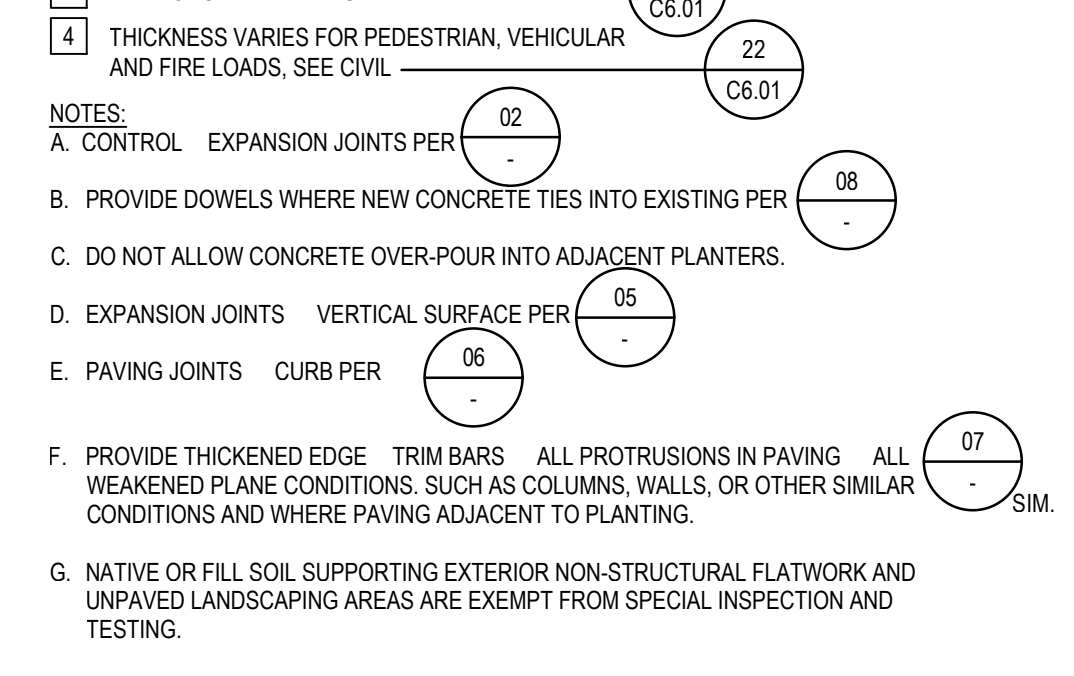 C6.01
4 THICKNESS VARIES FOR PEDESTRIAN, VEHICULAR
AND FIRE LOADS, SEE CIVIL
22
C6.01
NOTES:
A. CONTROL EXPANSION JOINTS PER
02
-
B. PROVIDE DOWELS WHERE NEW CONCRETE TIES INTO EXISTING PER
08
-
C. DO NOT ALLOW CONCRETE OVER-POUR INTO ADJACENT PLANTERS.
D. EXPANSION JOINTS VERTICAL SURFACE PER
05
-
E. PAVING JOINTS CURB PER
06
-
F. PROVIDE THICKENED EDGE TRIM BARS ALL PROTRUSIONS IN PAVING ALL
WEAKENED PLANE CONDITIONS. SUCH AS COLUMNS, WALLS, OR OTHER SIMILAR
CONDITIONS AND WHERE PAVING ADJACENT TO PLANTING.
07
-
SIM.
G. NATIVE OR FILL SOIL SUPPORTING EXTERIOR NON-STRUCTURAL FLATWORK AND
UNPAVED LANDSCAPING AREAS ARE EXEMPT FROM SPECIAL INSPECTION AND
TESTING.